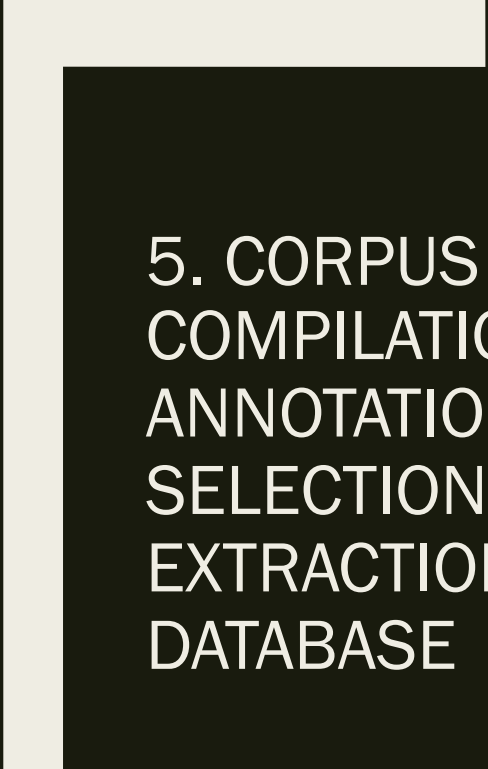 5. CORPUS
COMPILATIO
ANNOTATIO
SELECTION
EXTRACTIO
DATABASE